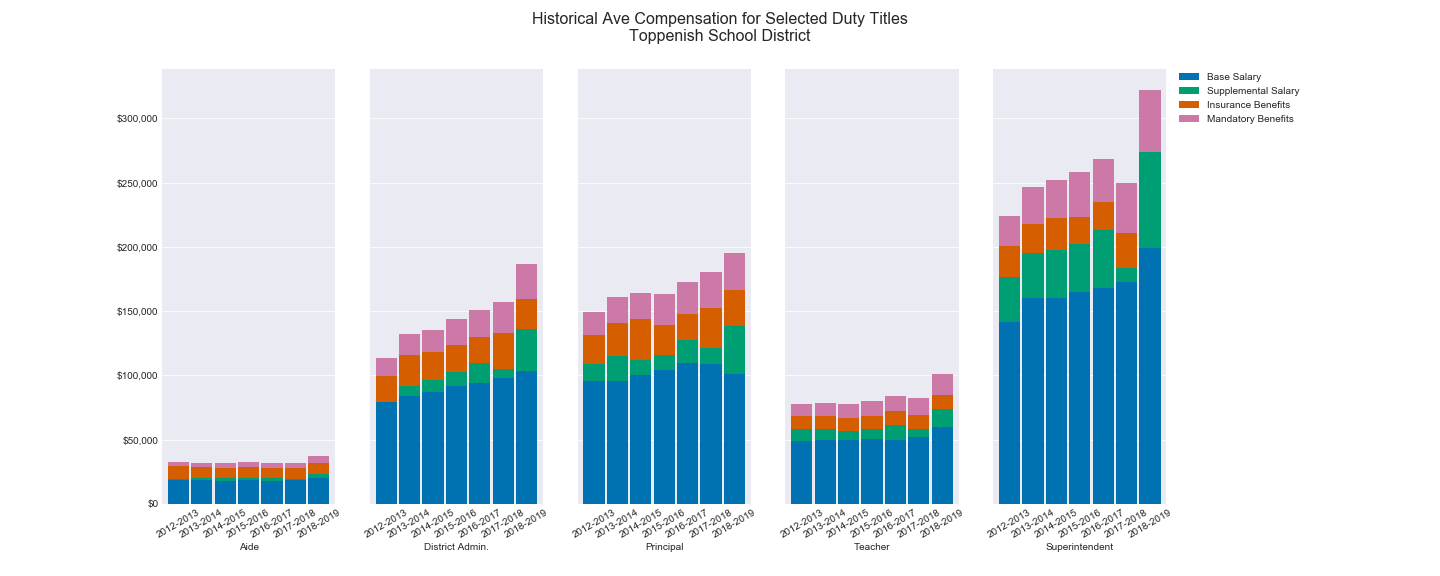 Historical Ave Compensation for Selected Duty Titles
Toppenish School District
Base Salary
Supplemental Salary
Insurance Benefits
Mandatory Benefits
$300,000
$250,000
$200,000
$150,000
$100,000
$50,000
$0
2012-2013 2013-2014 2014-2015 2015-2016 2016-2017 2017-2018 2018-2019
Aide
2012-2013 2013-2014 2014-2015 2015-2016 2016-2017 2017-2018 2018-2019
District Admin.
2012-2013 2013-2014 2014-2015 2015-2016 2016-2017 2017-2018 2018-2019
Principal
2012-2013 2013-2014 2014-2015 2015-2016 2016-2017 2017-2018 2018-2019
Teacher
2012-2013 2013-2014 2014-2015 2015-2016 2016-2017 2017-2018 2018-2019
Superintendent